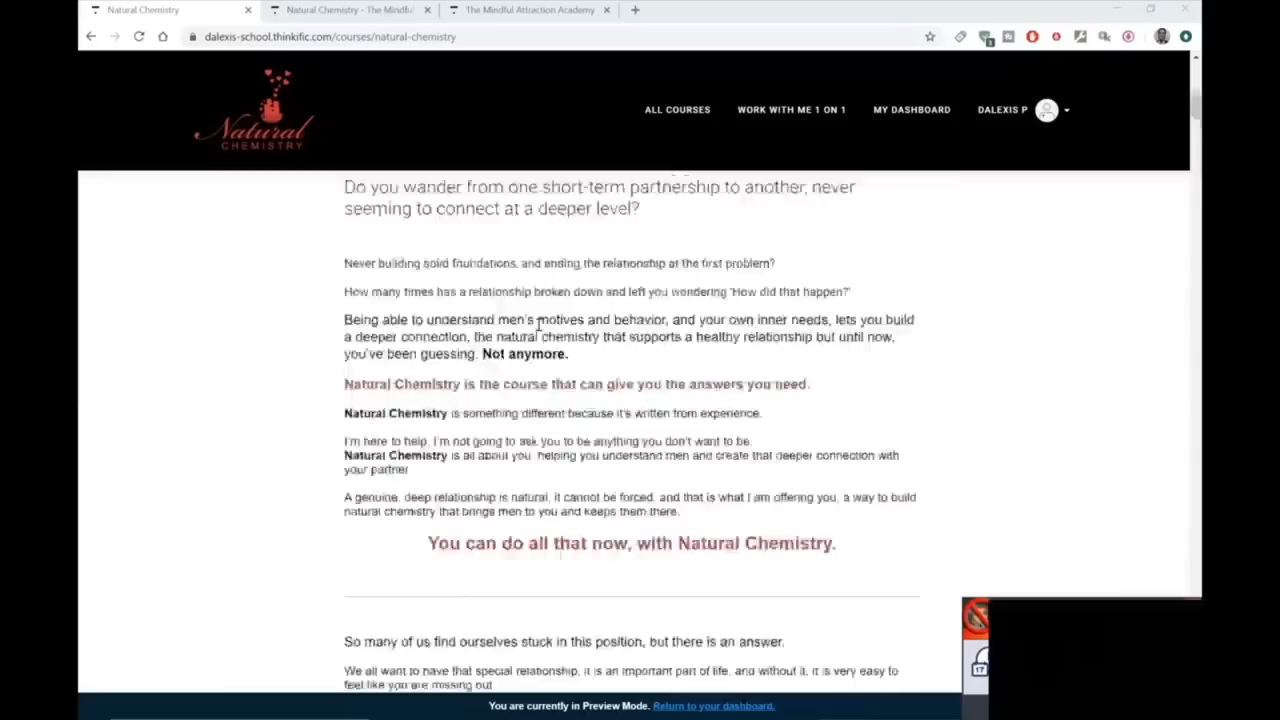 Natural Chemistry
Natural Chemistry - The Mindful
The Mindful Attraction Academy
dalexis-school.thinkific.com/courses/natural-chemistry
Natural
CHEMISTRY
ALL COURSES
WORK WITH ME 1 ON 1
MY DASHBOARD
DALEXIS P
Do you wander from one short-term partnership to another, never
seeming to connect at a deeper level?
Never building solid foundations, and ending the relationship at the first problem?
How many times has a relationship broken down and left you wondering 'How did that happen?'
Being able to understand men's motives and behavior, and your own inner needs, lets you build
a deeper connection, the natural chemistry that supports a healthy relationship but until now,
you've been guessing. Not anymore.
Natural Chemistry is the course that can give you the answers you need.
Natural Chemistry is something different because it's written from experience.
I'm here to help, I'm not going to ask you to be anything you don't want to be.
Natural Chemistry is all about you, helping you understand men and create that deeper connection with
your partner
A genuine, deep relationship is natural, it cannot be forced, and that is what I am offering you, a way to build
natural chemistry that brings men to you and keeps them there.
You can do all that now, with Natural Chemistry.
So many of us find ourselves stuck in this position, but there is an answer.
We all want to have that special relationship, it is an important part of life, and without it, it is very easy to
feel like you are missing out
You are currently in Preview Mode. Return to your dashboard.
17